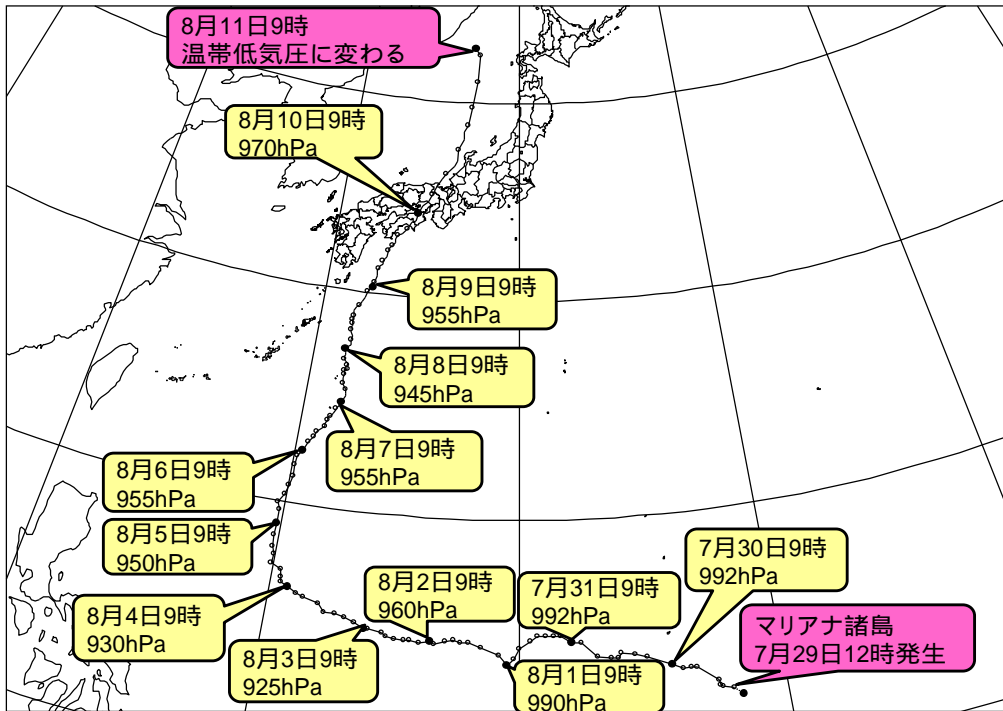 8月11日9時
温帯低気圧に変わる
8月10日9時
970hPa
8月9日9時
955hPa
8月8日9時
945hPa
8月7日9時
955hPa
8月6日9時
955hPa
8月5日9時
950hPa
8月4日9時
930hPa
8月3日9時
925hPa
8月2日9時
960hPa
8月1日9時
990hPa
7月31日9時
992hPa
7月30日9時
992hPa
マリアナ諸島
7月29日12時発生